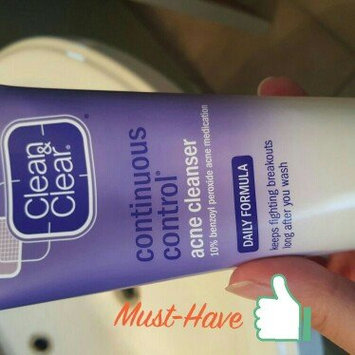 Clean&
Clear®
continuous
control®
acne cleanser
10% benzoyl peroxide acne medication
DAILY FORMULA
keeps fighting breakouts
long after you wash
Must-Have